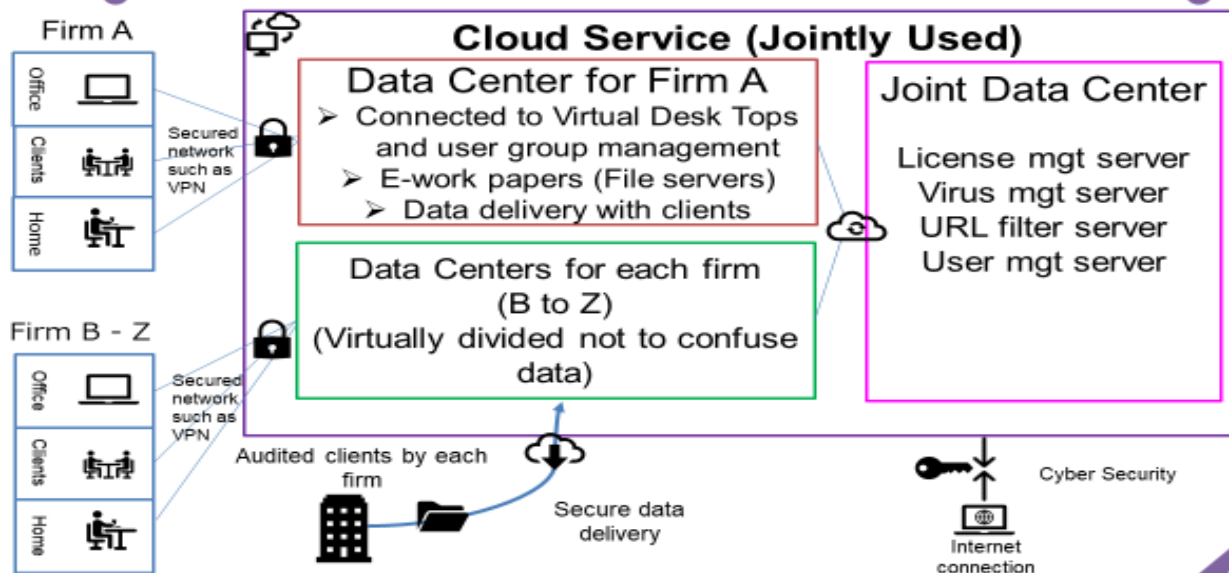 Firm A
Office
Clients
Home
Secured
network
such as
VPN
Cloud Service (Jointly Used)
Data Center for Firm A
➢ Connected to Virtual Desk Tops
and user group management
➢ E-work papers (File servers)
➢ Data delivery with clients
Joint Data Center
License mgt server
Virus mgt server
URL filter server
User mgt server
Data Centers for each firm
(B to Z)
(Virtually divided not to confuse
data)
Firm B - Z
Office
Clients
Home
Secured
network
such as
VPN
Audited clients by each
firm
Secure data
delivery
Cyber Security
Internet
connection